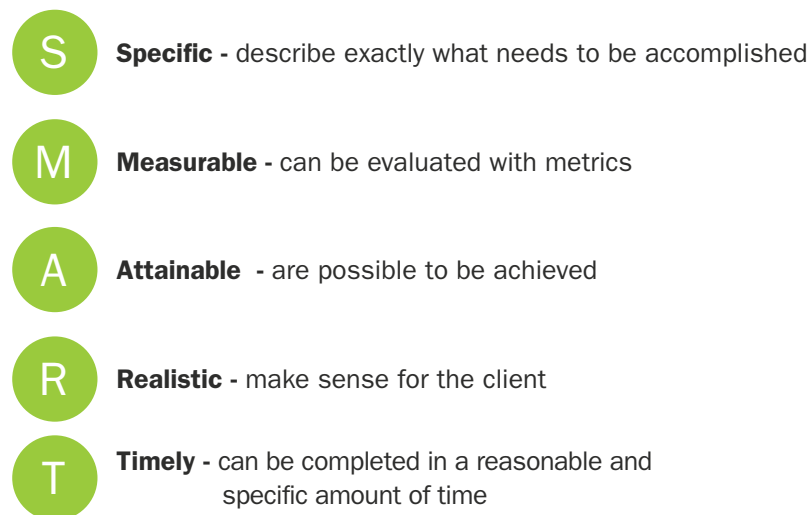 S Specific - describe exactly what needs to be accomplished
M Measurable - can be evaluated with metrics
A Attainable - are possible to be achieved
R Realistic - make sense for the client
T Timely - can be completed in a reasonable and
specific amount of time